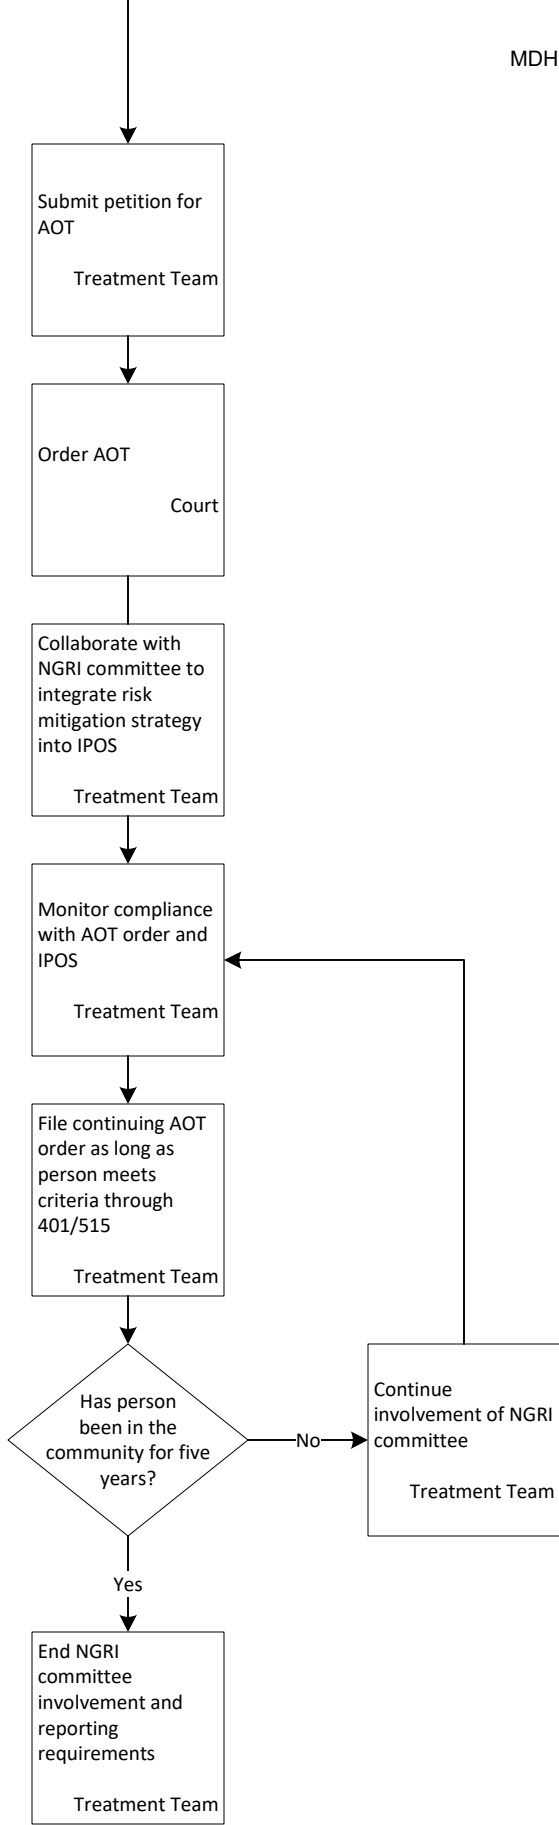 MDH
Submit petition for
AOT
Treatment Team
Order AOT
Court
Collaborate with
NGRI committee to
integrate risk
mitigation strategy
into IPOS
Treatment Team
Monitor compliance
with AOT order and
IPOS
Treatment Team
File continuing AOT
order as long as
person meets
criteria through
401/515
Treatment Team
Has person
been in the
community for five
years?
No
Continue
involvement of NGRI
committee
Treatment Team
Yes
End NGRI
committee
involvement and
reporting
requirements
Treatment Team